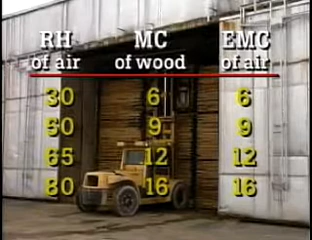 RH MC EMC
of air of wood of air
30 6 6
50 9 9
65 12 12
80 16 16